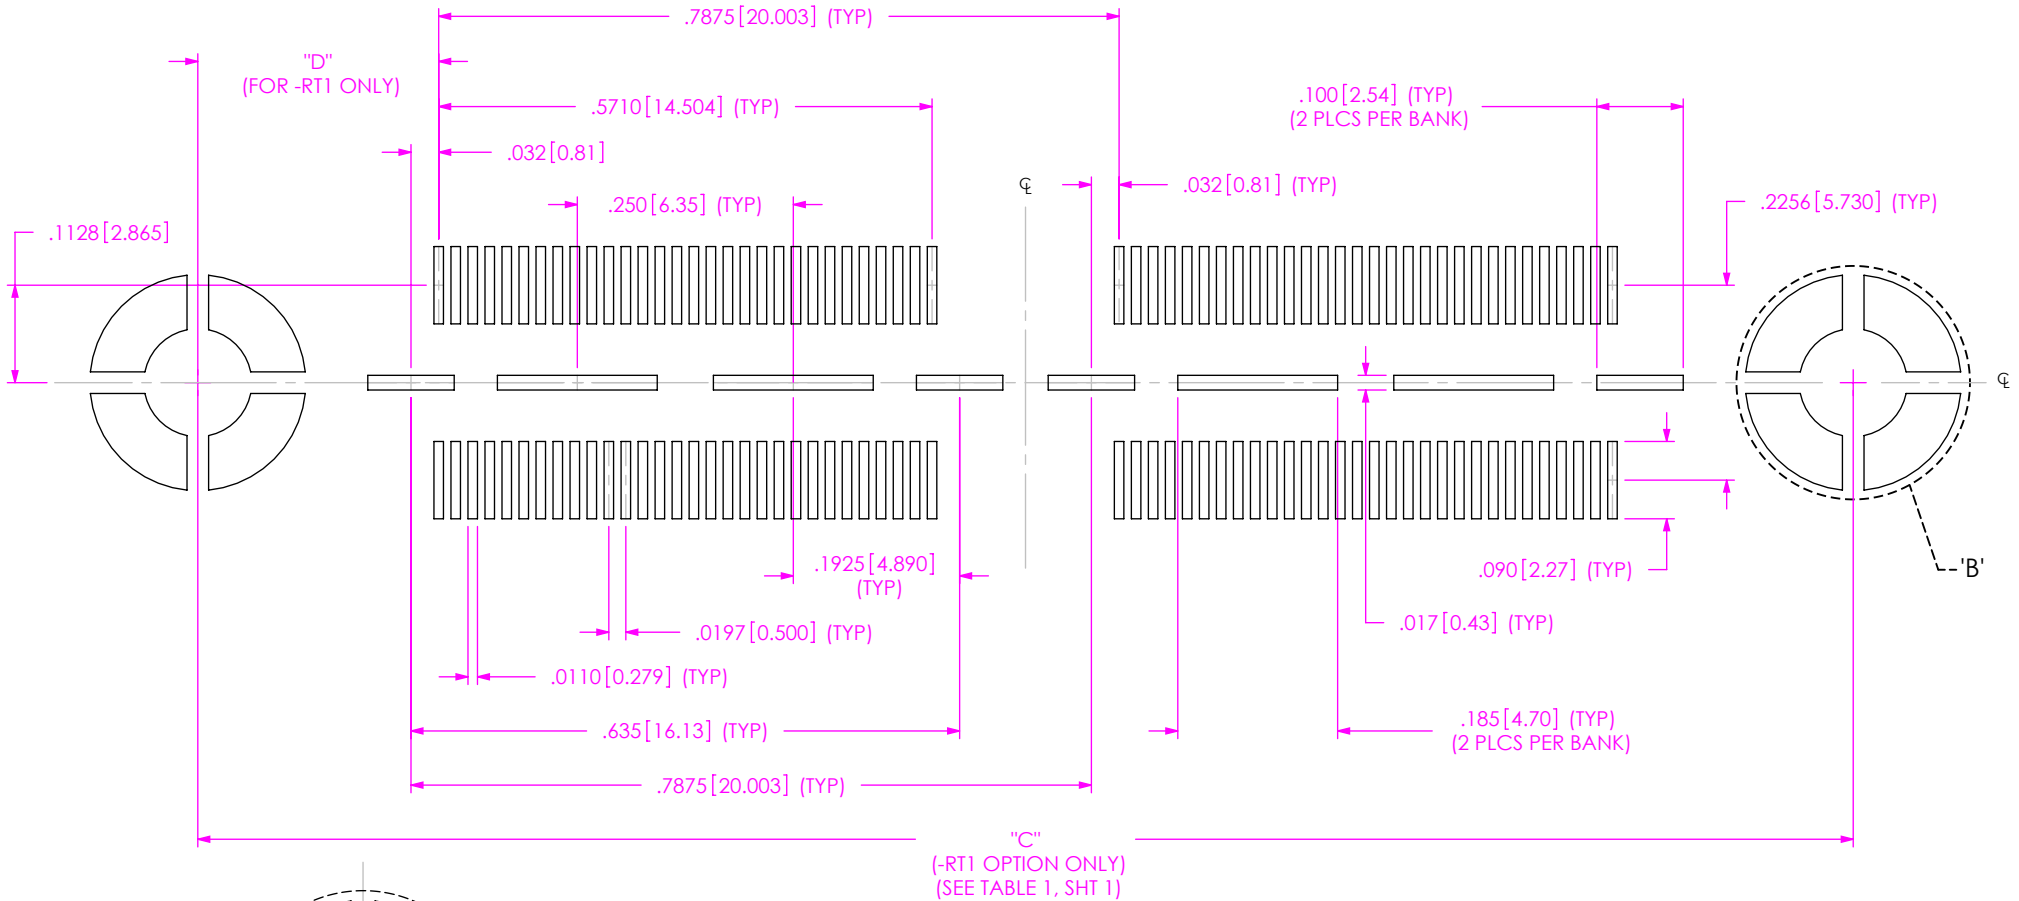 .7875[20.003] (TYP)
"D"
(FOR -RT1 ONLY)
.5710[14.504] (TYP)
.100[2.54] (TYP)
(2 PLCS PER BANK)
.032[0.81]
.032[0.81] (TYP)
.250[6.35] (TYP)
.2256[5.730] (TYP)
.1128[2.865]
℄
℄
.1925[4.890]
(TYP)
.090[2.27] (TYP)
'B'
.0197[0.500] (TYP)
.017[0.43] (TYP)
.0110[0.279] (TYP)
.635[16.13] (TYP)
.185[4.70] (TYP)
(2 PLCS PER BANK)
.7875[20.003] (TYP)
"C"
(-RT1 OPTION ONLY)
(SEE TABLE 1, SHT 1)